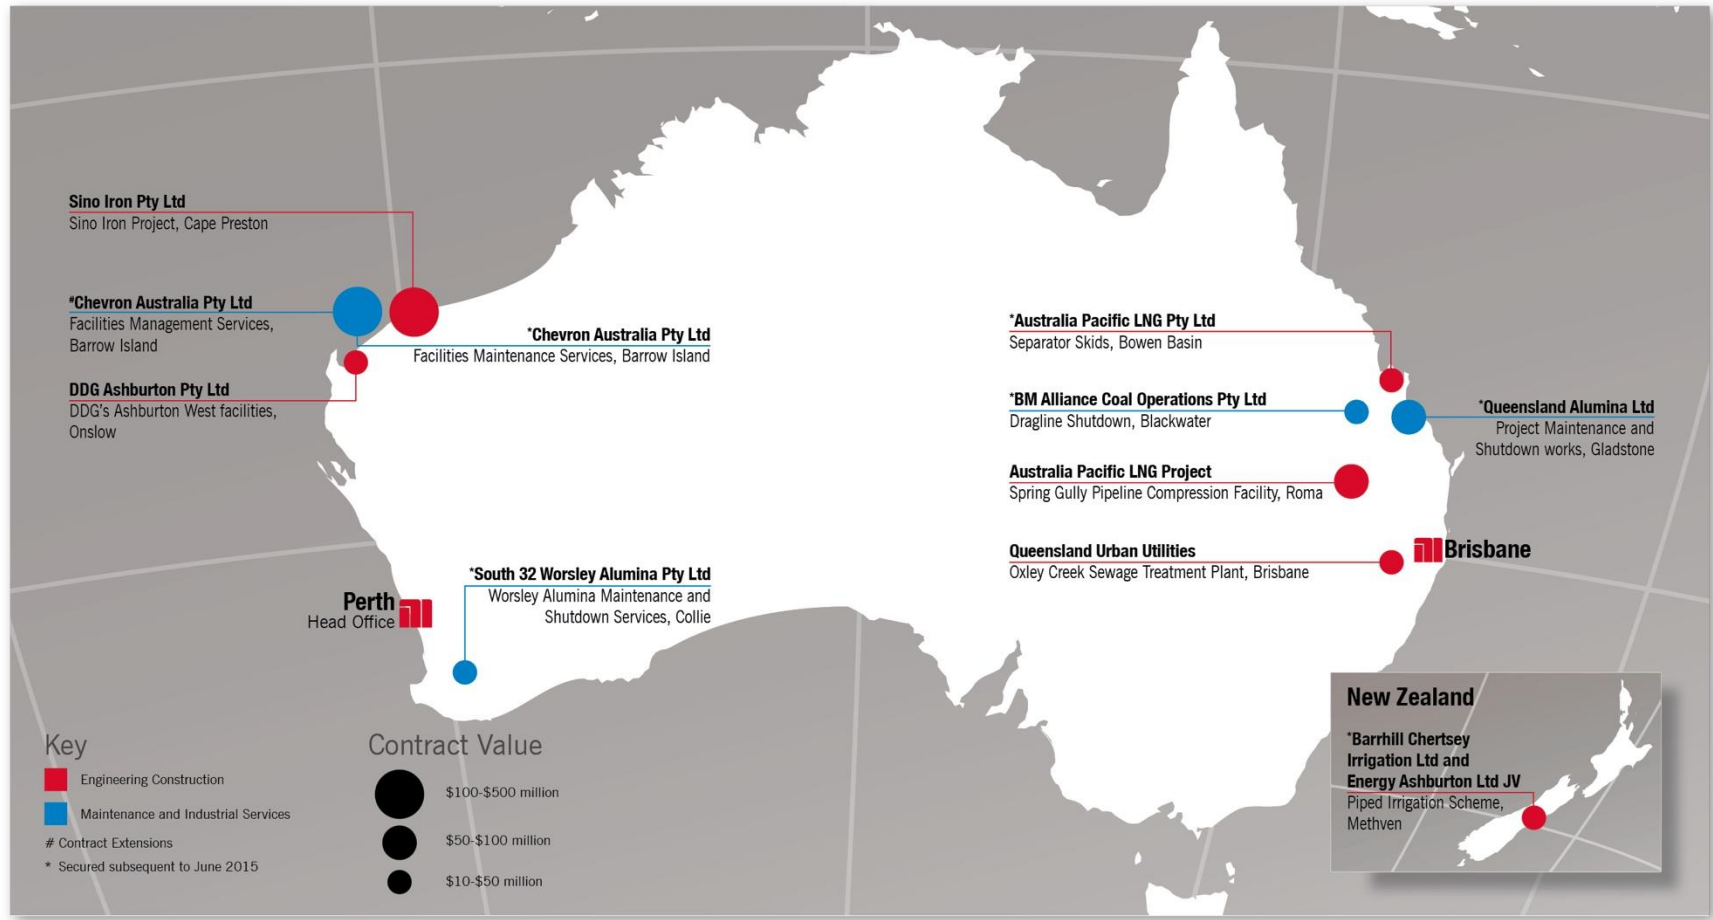 Sino Iron Pty Ltd
Sino Iron Project, Cape Preston
#Chevron Australia Pty Ltd
Facilities Management Services,
Barrow Island
DDG Ashburton Pty Ltd
DDG's Ashburton West facilities,
Onslow
*Chevron Australia Pty Ltd
Facilities Maintenance Services, Barrow Island
*South 32 Worsley Alumina Pty Ltd
Worsley Alumina Maintenance and
Shutdown Services, Collie
Perth
Head Office
*Australia Pacific LNG Pty Ltd
Separator Skids, Bowen Basin
*BM Alliance Coal Operations Pty Ltd
Dragline Shutdown, Blackwater
*Queensland Alumina Ltd
Project Maintenance and
Shutdown works, Gladstone
Australia Pacific LNG Project
Spring Gully Pipeline Compression Facility, Roma
Queensland Urban Utilities
Oxley Creek Sewage Treatment Plant, Brisbane
Brisbane
Key
Engineering Construction
Maintenance and Industrial Services
# Contract Extensions
* Secured subsequent to June 2015
Contract Value
$100-$500 million
$50-$100 million
$10-$50 million
New Zealand
*Barrhill Chertsey
Irrigation Ltd and
Energy Ashburton Ltd JV
Piped Irrigation Scheme,
Methven